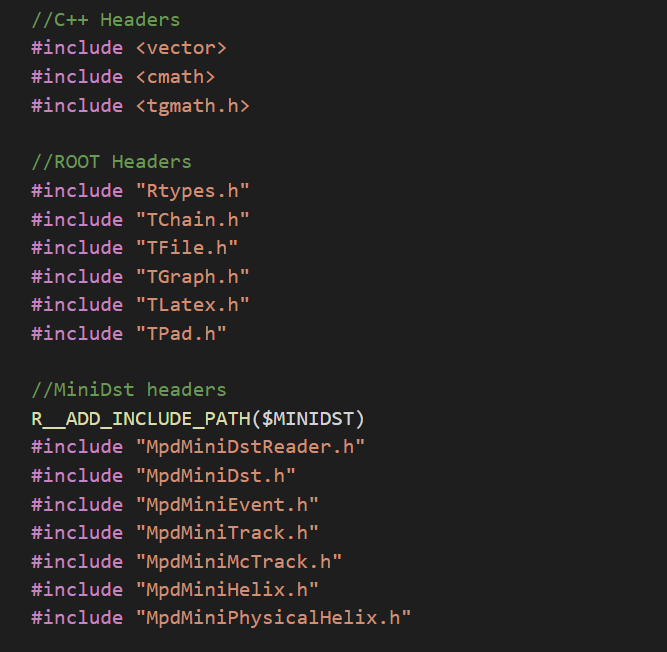 //C++ Headers
#include <vector>
#include <cmath>
#include <tgmath.h>
//ROOT Headers
#include "Rtypes.h"
#include "TChain.h"
#include "TFile.h"
#include "TGraph.h"
#include "TLatex.h"
#include "TPad.h"
//MiniDst headers
R__ADD_INCLUDE_PATH($MINIDST)
#include "MpdMiniDstReader.h"
#include "MpdMiniDst.h"
#include "MpdMiniEvent.h"
#include "MpdMiniTrack.h"
#include "MpdMiniMcTrack.h"
#include "MpdMiniHelix.h"
#include "MpdMiniPhysicalHelix.h"